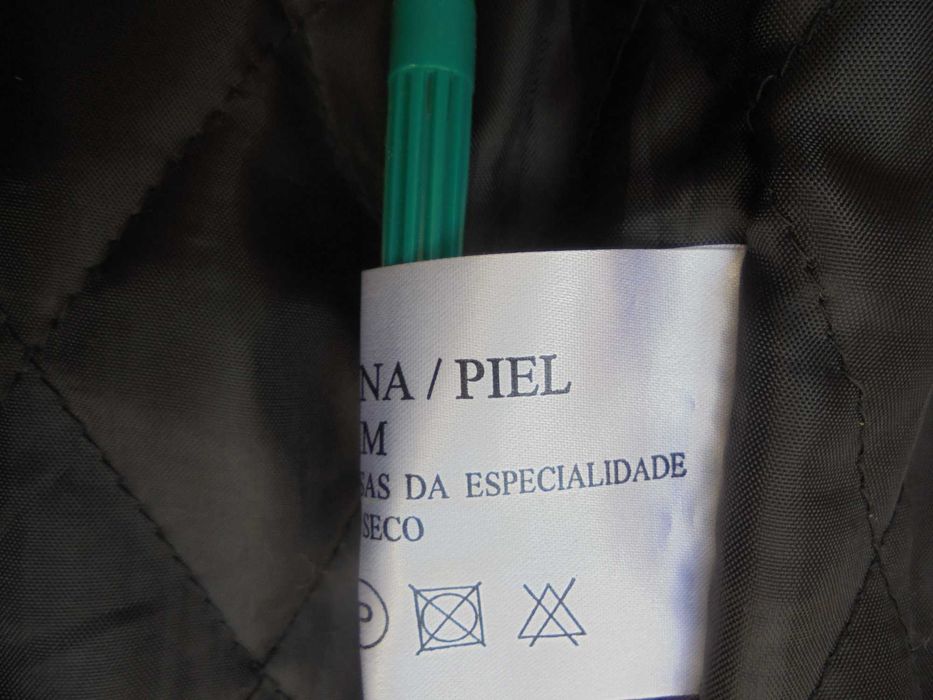 NA / PIEL
M
SAS DA ESPECIALIDADE
SECO
P